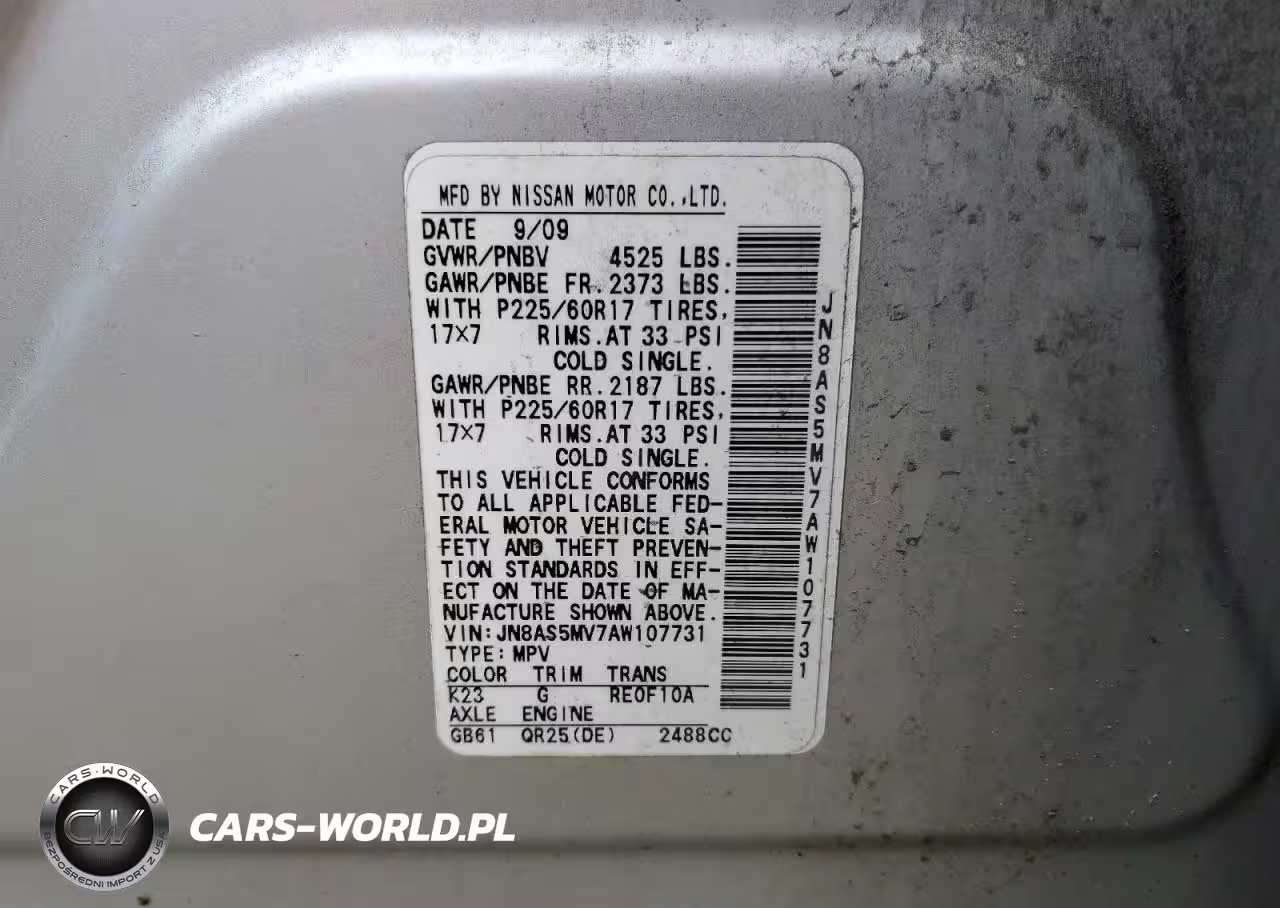 MFD BY NISSAN MOTOR CO.,LTD.
DATE 9/09
GVWR/PNBV 4525 LBS.
GAWR/PNBE FR.2373 LBS.
WITH P225/60R17 TIRES,
17×7 RIMS.AT 33 PSI
COLD SINGLE.
GAWR/PNBE RR.2187 LBS.
WITH P225/60R17 TIRES,
17×7 RIMS.AT 33 PSI
COLD SINGLE.
THIS VEHICLE CONFORMS
TO ALL APPLICABLE FED-
ERAL MOTOR VEHICLE SA-
FETY AND THEFT PREVEN-
TION STANDARDS IN EFF-
ECT ON THE DATE OF MA-
NUFACTURE SHOWN ABOVE.
VIN:JN8AS5MV7AW107731
TYPE:MPV
COLOR TRIM TRANS
K23 G RE0F10A
AXLE ENGINE
GB61 QR25(DE) 2488CC
JN8AS5MV7AW107731
CARS-WORLD
CW
BEZPOŚREDNI IMPORT Z USA
CARS-WORLD.PL